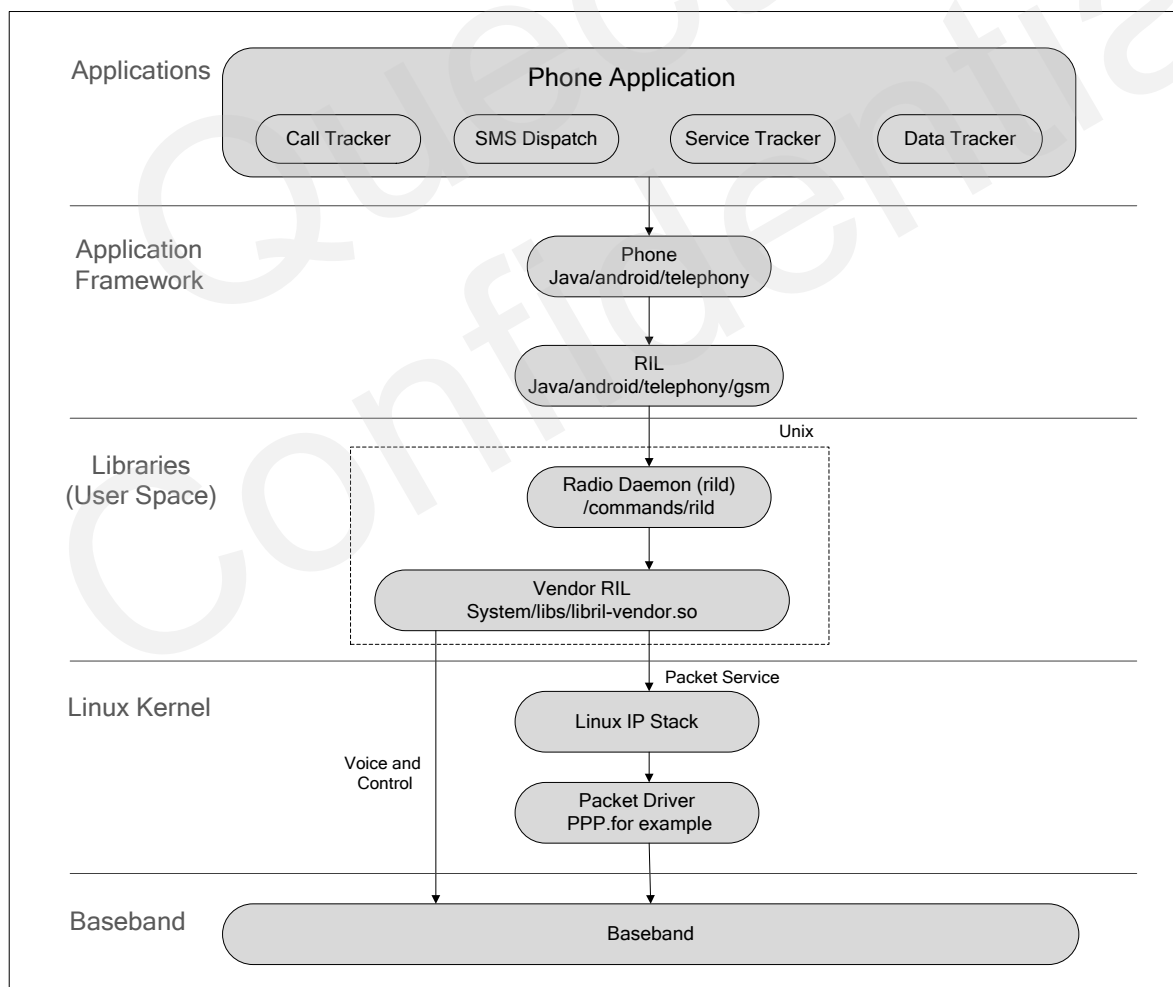 Applications
Phone Application
Call Tracker
SMS Dispatch
Service Tracker
Data Tracker
Application
Framework
Phone
Java/android/telephony
RIL
Java/android/telephony/gsm
Unix
Libraries
(User Space)
Radio Daemon (rild)
/commands/rild
Vendor RIL
System/libs/libril-vendor.so
Packet Service
Linux Kernel
Linux IP Stack
Voice and
Control
Packet Driver
PPP.for example
Baseband
Baseband